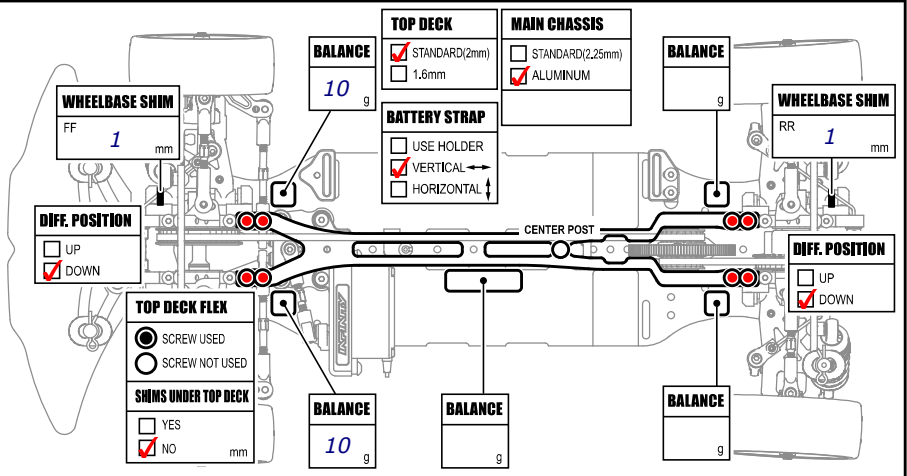 TOP DECK
STANDARD(2mm)
1.6mm
MAIN CHASSIS
STANDARD(2.25mm)
ALUMINUM
BALANCE
10
g
BALANCE
g
WHEELBASE SHIM
FF
1
mm
WHEELBASE SHIM
RR
1
mm
BATTERY STRAP
USE HOLDER
VERTICAL
HORIZONTAL
DIFF. POSITION
UP
DOWN
CENTER POST
DIFF. POSITION
UP
DOWN
TOP DECK FLEX
SCREW USED
SCREW NOT USED
SHIMS UNDER TOP DECK
YES
NO
mm
INFINITY
BALANCE
10
g
BALANCE
g
BALANCE
g